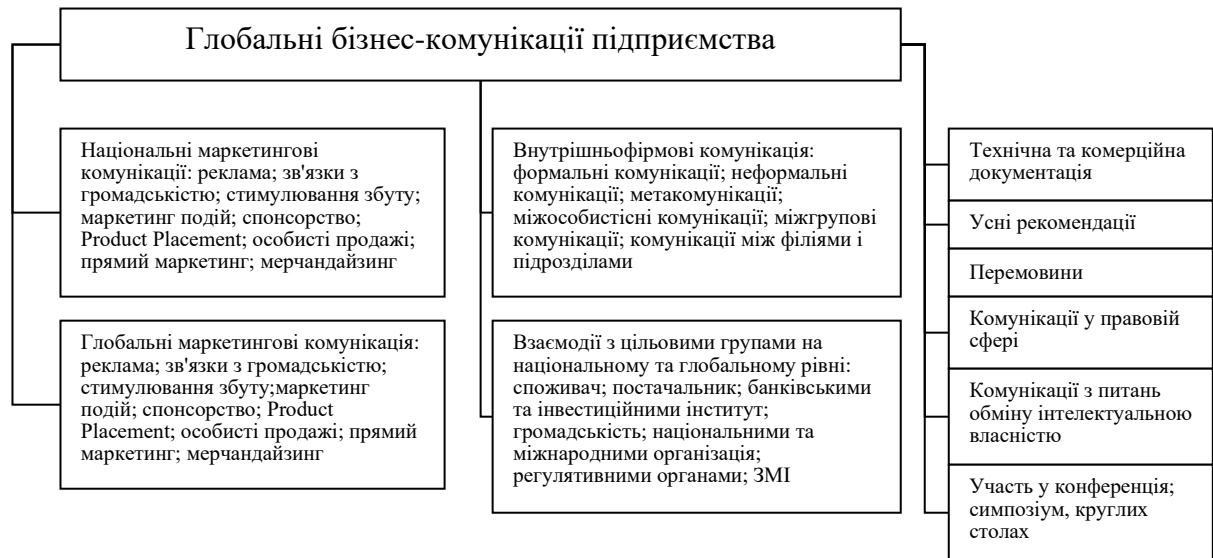 Глобальні бізнес-комунікації підприємства
Національні маркетингові
комунікації: реклама; зв'язки з
громадськістю; стимулювання збуту;
маркетинг подій; спонсорство;
Product Placement; особисті продажі;
прямий маркетинг; мерчандайзинг
Глобальні маркетингові комунікація:
реклама; зв'язки з громадськістю;
стимулювання збуту;маркетинг
подій; спонсорство; Product
Placement; особисті продажі; прямий
маркетинг; мерчандайзинг
Внутрішньофірмові комунікація:
формальні комунікації; неформальні
комунікації; метакомунікації;
міжособистісні комунікації; міжгрупові
комунікації; комунікації між філіями і
підрозділами
Взаємодії з цільовими групами на
національному та глобальному рівні:
споживач; постачальник; банківськими
та інвестиційними інститут;
громадськість; національними та
міжнародними організація;
регулятивними органами; ЗМІ
Технічна та комерційна
документація
Усні рекомендації
Перемовини
Комунікації у правовій
сфері
Комунікації з питань
обміну інтелектуальною
власністю
Участь у конференція;
симпозіум, круглих
столах